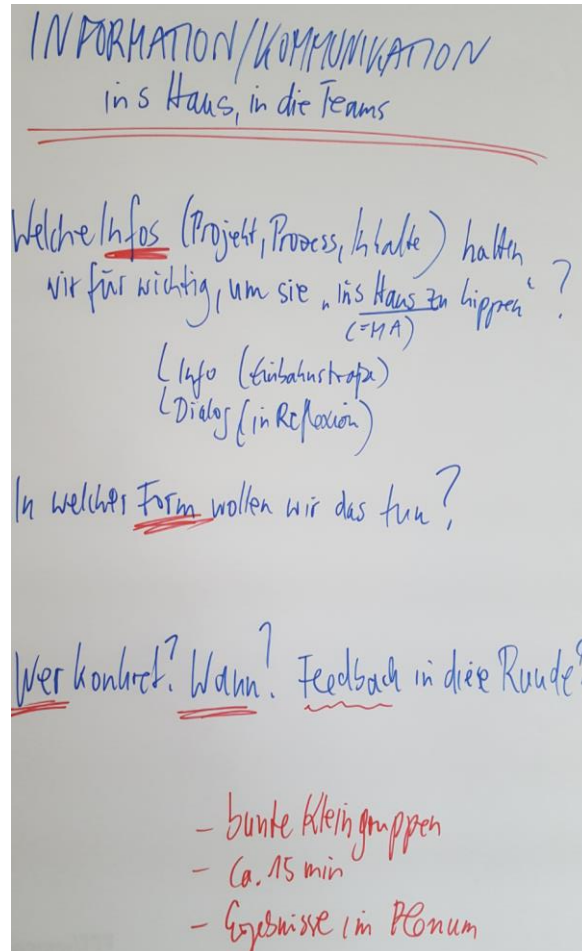 INFORMATION/KOMMUNIKATION
ins Haus, in die Teams
Welche Infos (Projekt, Prozess, Inhalte) halten
wir für wichtig, um sie „ins Haus zu kippen“?
(=MA)
Info (Einbahnstraße)
Dialog (in Reflexion)
In welcher Form wollen wir das tun?
Wer konkret? Wann? Feedback in diese Runde?
- bunte Kleingruppen
- ca. 15 min
- Ergebnisse im Plenum